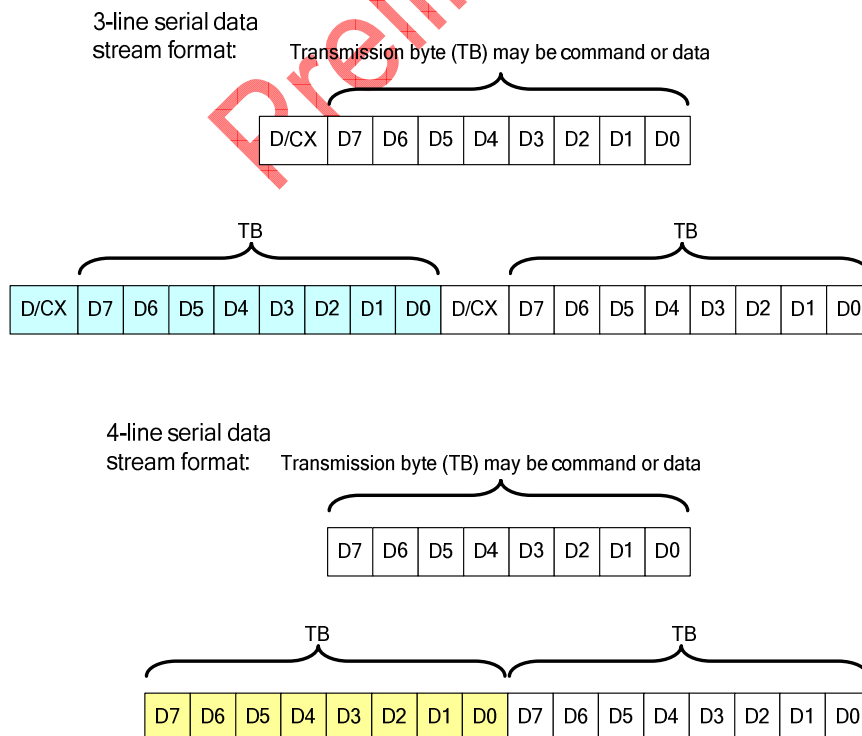 3-line serial data
stream format: Transmission byte (TB) may be command or data
D/CX D7 D6 D5 D4 D3 D2 D1 D0
TB TB
D/CX D7 D6 D5 D4 D3 D2 D1 D0 D/CX D7 D6 D5 D4 D3 D2 D1 D0
4-line serial data
stream format: Transmission byte (TB) may be command or data
D7 D6 D5 D4 D3 D2 D1 D0
TB TB
D7 D6 D5 D4 D3 D2 D1 D0 D7 D6 D5 D4 D3 D2 D1 D0